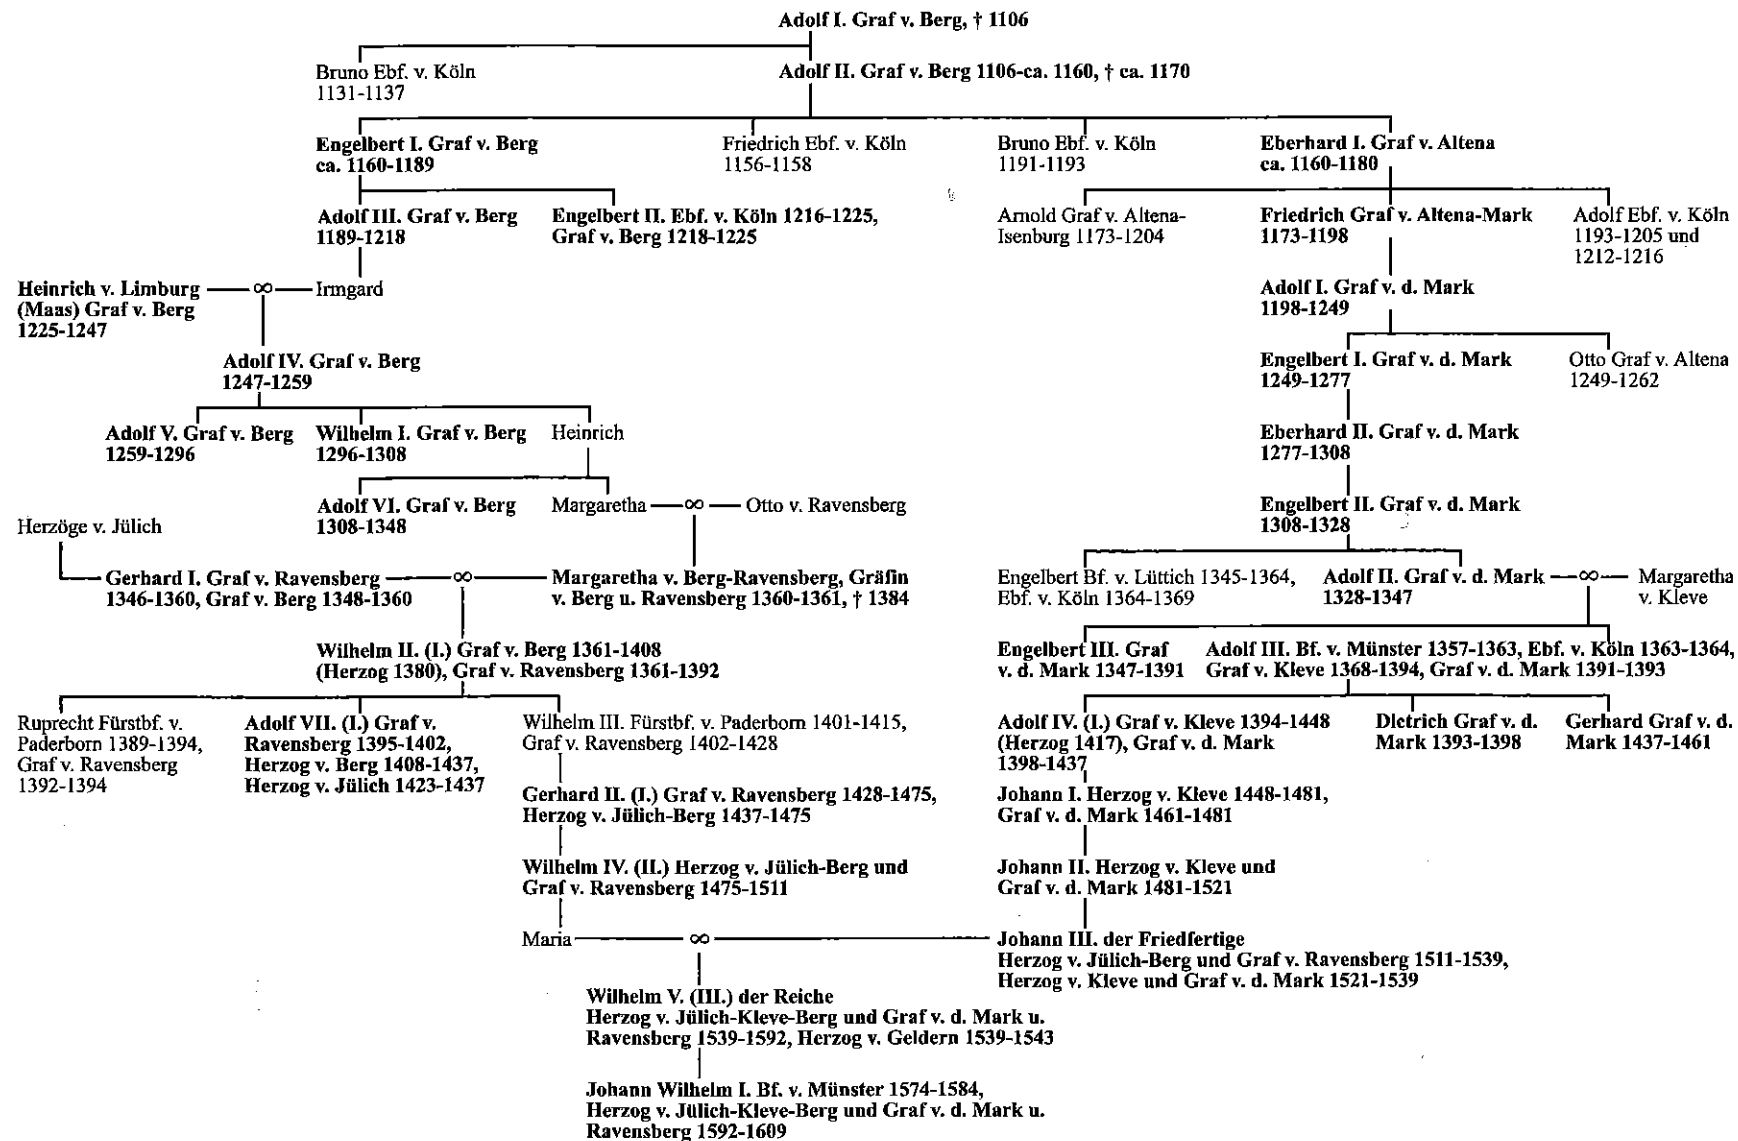 Adolf I. Graf v. Berg, † 1106
Bruno Ebf. v. Köln
1131-1137
Adolf II. Graf v. Berg 1106-ca. 1160, † ca. 1170
Engelbert I. Graf v. Berg
ca. 1160-1189
Friedrich Ebf. v. Köln
1156-1158
Bruno Ebf. v. Köln
1191-1193
Eberhard I. Graf v. Altena
ca. 1160-1180
Adolf III. Graf v. Berg
1189-1218
Engelbert II. Ebf. v. Köln 1216-1225,
Graf v. Berg 1218-1225
Arnold Graf v. Altena-
Isenburg 1173-1204
Friedrich Graf v. Altena-Mark
1173-1198
Adolf Ebf. v. Köln
1193-1205 und
1212-1216
Heinrich v. Limburg
(Maas) Graf v. Berg
1225-1247
∞
Irmgard
Adolf I. Graf v. d. Mark
1198-1249
Adolf IV. Graf v. Berg
1247-1259
Engelbert I. Graf v. d. Mark
1249-1277
Otto Graf v. Altena
1249-1262
Adolf V. Graf v. Berg
1259-1296
Wilhelm I. Graf v. Berg
1296-1308
Heinrich
Eberhard II. Graf v. d. Mark
1277-1308
Adolf VI. Graf v. Berg
1308-1348
Margaretha
∞
Otto v. Ravensberg
Engelbert II. Graf v. d. Mark
1308-1328
Herzöge v. Jülich
Gerhard I. Graf v. Ravensberg
1346-1360, Graf v. Berg 1348-1360
∞
Margaretha v. Berg-Ravensberg, Gräfin
v. Berg u. Ravensberg 1360-1361, † 1384
Engelbert Bf. v. Lüttich 1345-1364,
Ebf. v. Köln 1364-1369
Adolf II. Graf v. d. Mark
1328-1347
∞
Margaretha
v. Kleve
Wilhelm II. (I.) Graf v. Berg 1361-1408
(Herzog 1380), Graf v. Ravensberg 1361-1392
Engelbert III. Graf
v. d. Mark 1347-1391
Adolf III. Bf. v. Münster 1357-1363, Ebf. v. Köln 1363-1364,
Graf v. Kleve 1368-1394, Graf v. d. Mark 1391-1393
Ruprecht Fürstbf. v.
Paderborn 1389-1394,
Graf v. Ravensberg
1392-1394
Adolf VII. (I.) Graf v.
Ravensberg 1395-1402,
Herzog v. Berg 1408-1437,
Herzog v. Jülich 1423-1437
Wilhelm III. Fürstbf. v. Paderborn 1401-1415,
Graf v. Ravensberg 1402-1428
Adolf IV. (I.) Graf v. Kleve 1394-1448
(Herzog 1417), Graf v. d. Mark
1398-1437
Dietrich Graf v. d.
Mark 1393-1398
Gerhard Graf v. d.
Mark 1437-1461
Gerhard II. (I.) Graf v. Ravensberg 1428-1475,
Herzog v. Jülich-Berg 1437-1475
Johann I. Herzog v. Kleve 1448-1481,
Graf v. d. Mark 1461-1481
Wilhelm IV. (II.) Herzog v. Jülich-Berg und
Graf v. Ravensberg 1475-1511
Johann II. Herzog v. Kleve und
Graf v. d. Mark 1481-1521
Maria
∞
Johann III. der Friedfertige
Herzog v. Jülich-Berg und Graf v. Ravensberg 1511-1539,
Herzog v. Kleve und Graf v. d. Mark 1521-1539
Wilhelm V. (III.) der Reiche
Herzog v. Jülich-Kleve-Berg und Graf v. d. Mark u.
Ravensberg 1539-1592, Herzog v. Geldern 1539-1543
Johann Wilhelm I. Bf. v. Münster 1574-1584,
Herzog v. Jülich-Kleve-Berg und Graf v. d. Mark u.
Ravensberg 1592-1609